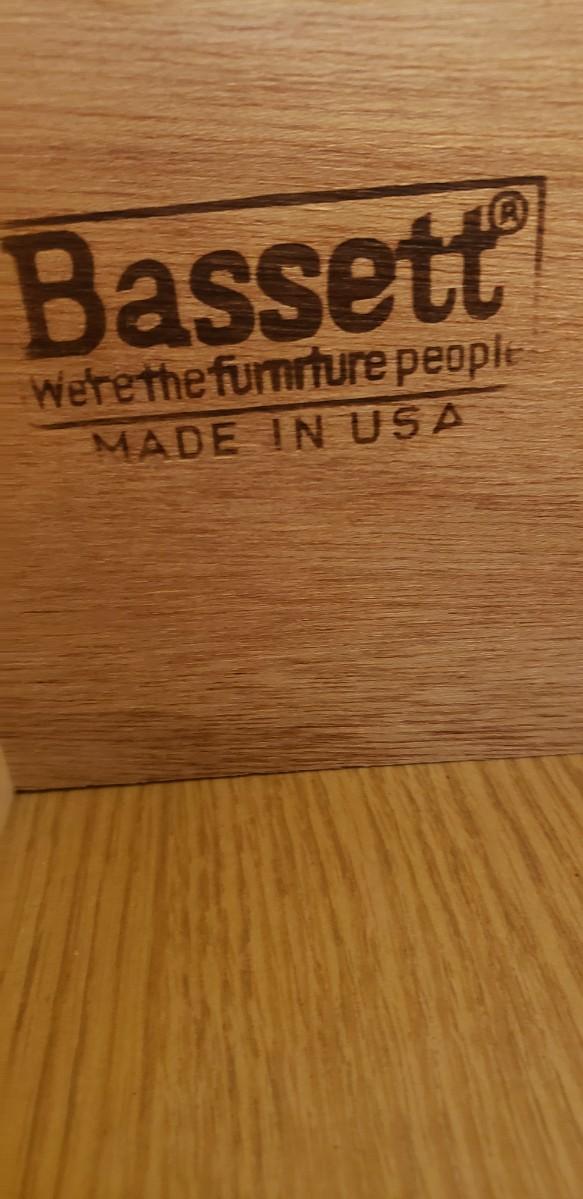 Bassett®
We're the furniture people
MADE IN USA